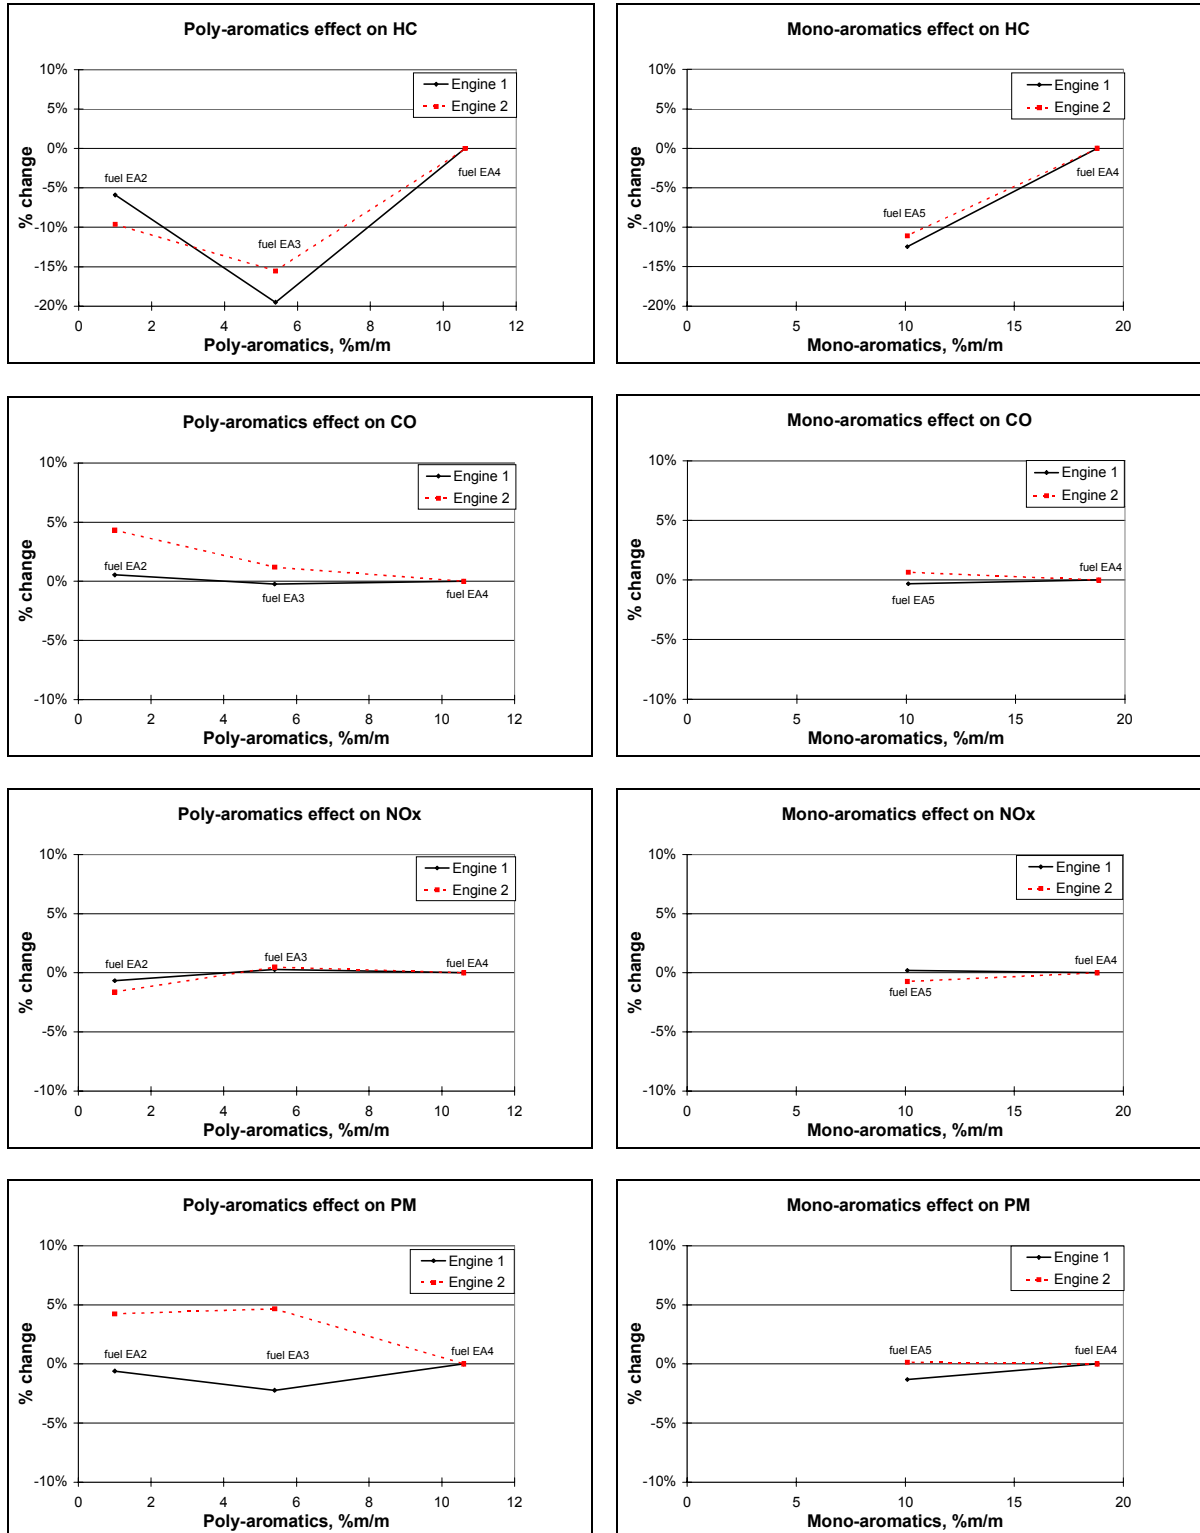 Poly-aromatics effect on HC
10%
5%
0%
-5%
-10%
-15%
-20%
% change
Engine 1
Engine 2
fuel EA2
fuel EA3
fuel EA4
0 2 4 6 8 10 12
Poly-aromatics, %m/m
Mono-aromatics effect on HC
10%
5%
0%
-5%
-10%
-15%
-20%
% change
Engine 1
Engine 2
fuel EA5
fuel EA4
0 5 10 15 20
Mono-aromatics, %m/m
Poly-aromatics effect on CO
10%
5%
0%
-5%
-10%
% change
Engine 1
Engine 2
fuel EA2
fuel EA3
fuel EA4
0 2 4 6 8 10 12
Poly-aromatics, %m/m
Mono-aromatics effect on CO
10%
5%
0%
-5%
-10%
% change
Engine 1
Engine 2
fuel EA5
fuel EA4
0 5 10 15 20
Mono-aromatics, %m/m
Poly-aromatics effect on NOx
10%
5%
0%
-5%
-10%
% change
Engine 1
Engine 2
fuel EA2
fuel EA3
fuel EA4
0 2 4 6 8 10 12
Poly-aromatics, %m/m
Mono-aromatics effect on NOx
10%
5%
0%
-5%
-10%
% change
Engine 1
Engine 2
fuel EA5
fuel EA4
0 5 10 15 20
Mono-aromatics, %m/m
Poly-aromatics effect on PM
10%
5%
0%
-5%
-10%
% change
Engine 1
Engine 2
fuel EA2
fuel EA3
fuel EA4
0 2 4 6 8 10 12
Poly-aromatics, %m/m
Mono-aromatics effect on PM
10%
5%
0%
-5%
-10%
% change
Engine 1
Engine 2
fuel EA5
fuel EA4
0 5 10 15 20
Mono-aromatics, %m/m